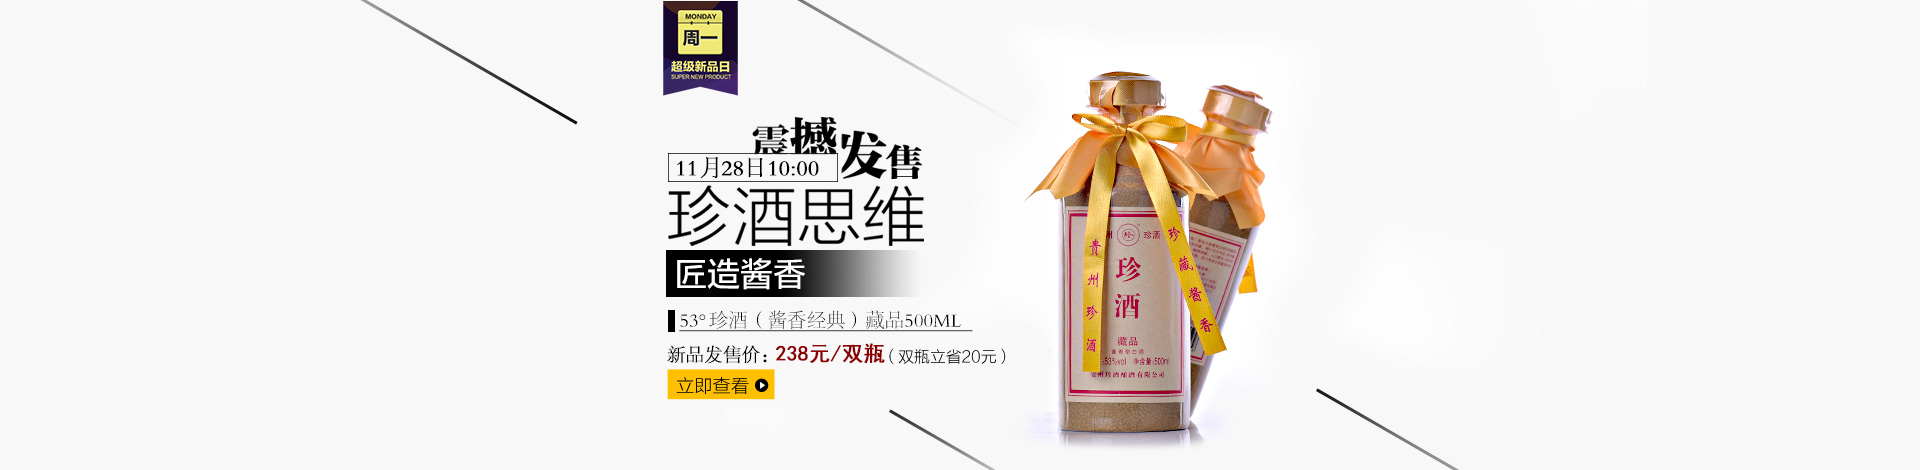 MONDAY
周一
超级新品日
SUPER NEW PRODUCT
震撼发售
11月28日10:00
珍酒思维
匠造酱香
53°珍酒（酱香经典）藏品500ML
新品发售价：238元/双瓶（双瓶立省20元）
立即查看
州 珍 珍酒
珍酒
藏品
53%vol 净含量:500ml
州珍酒酿酒有限公司
贵州珍酒
珍藏酱香